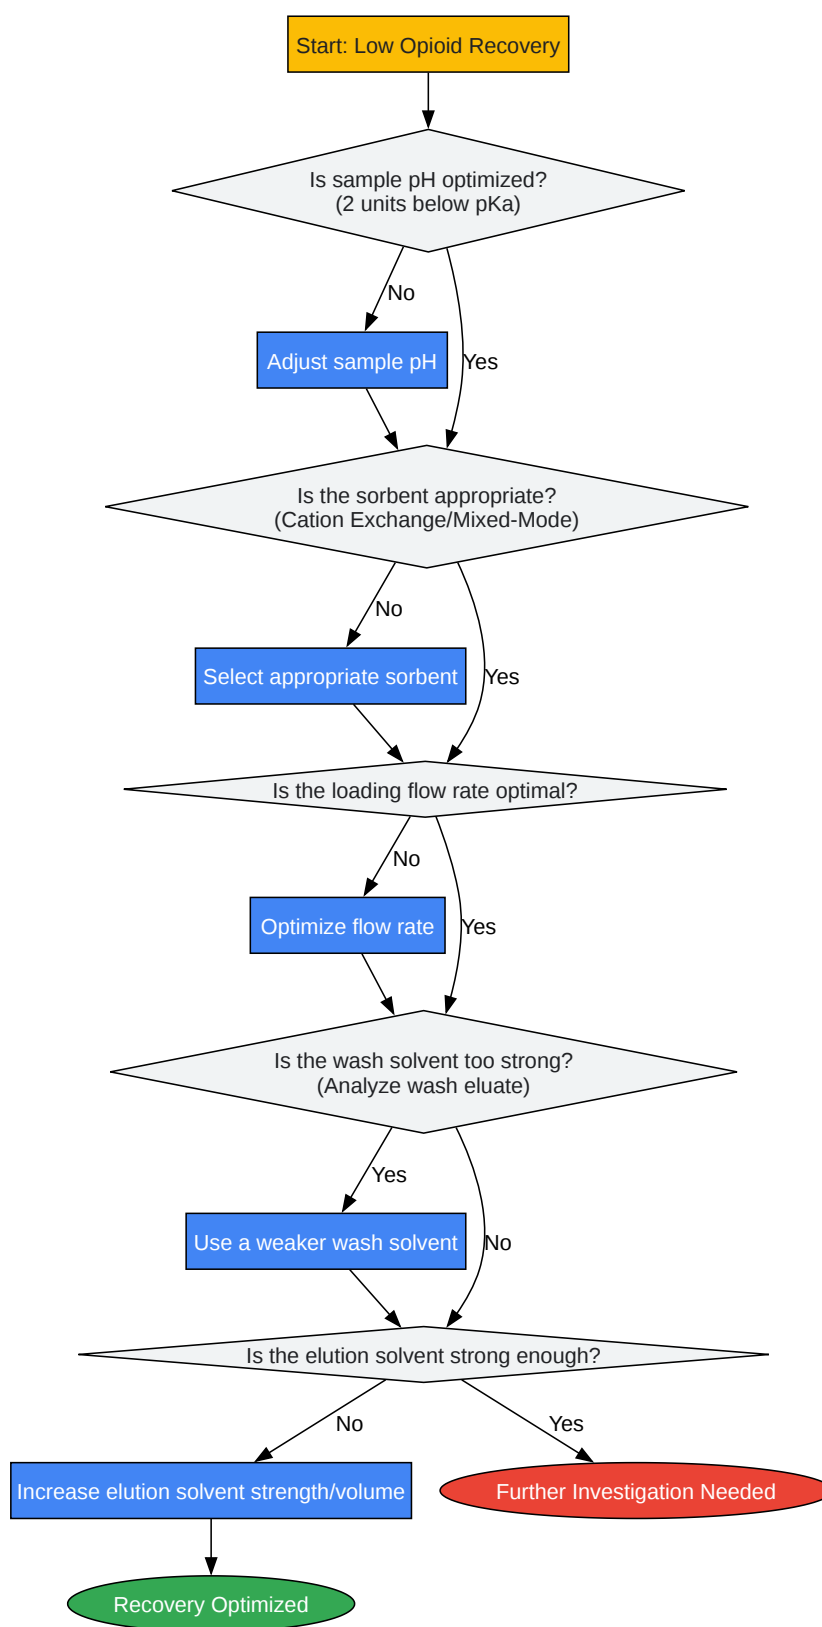 Start: Low Opioid Recovery
Is sample pH optimized?
(2 units below pKa)
No
Adjust sample pH
Yes
Is the sorbent appropriate?
(Cation Exchange/Mixed-Mode)
No
Select appropriate sorbent
Yes
Is the loading flow rate optimal?
No
Optimize flow rate
Yes
Is the wash solvent too strong?
(Analyze wash eluate)
Yes
Use a weaker wash solvent
No
Is the elution solvent strong enough?
No
Yes
Increase elution solvent strength/volume
Further Investigation Needed
Recovery Optimized